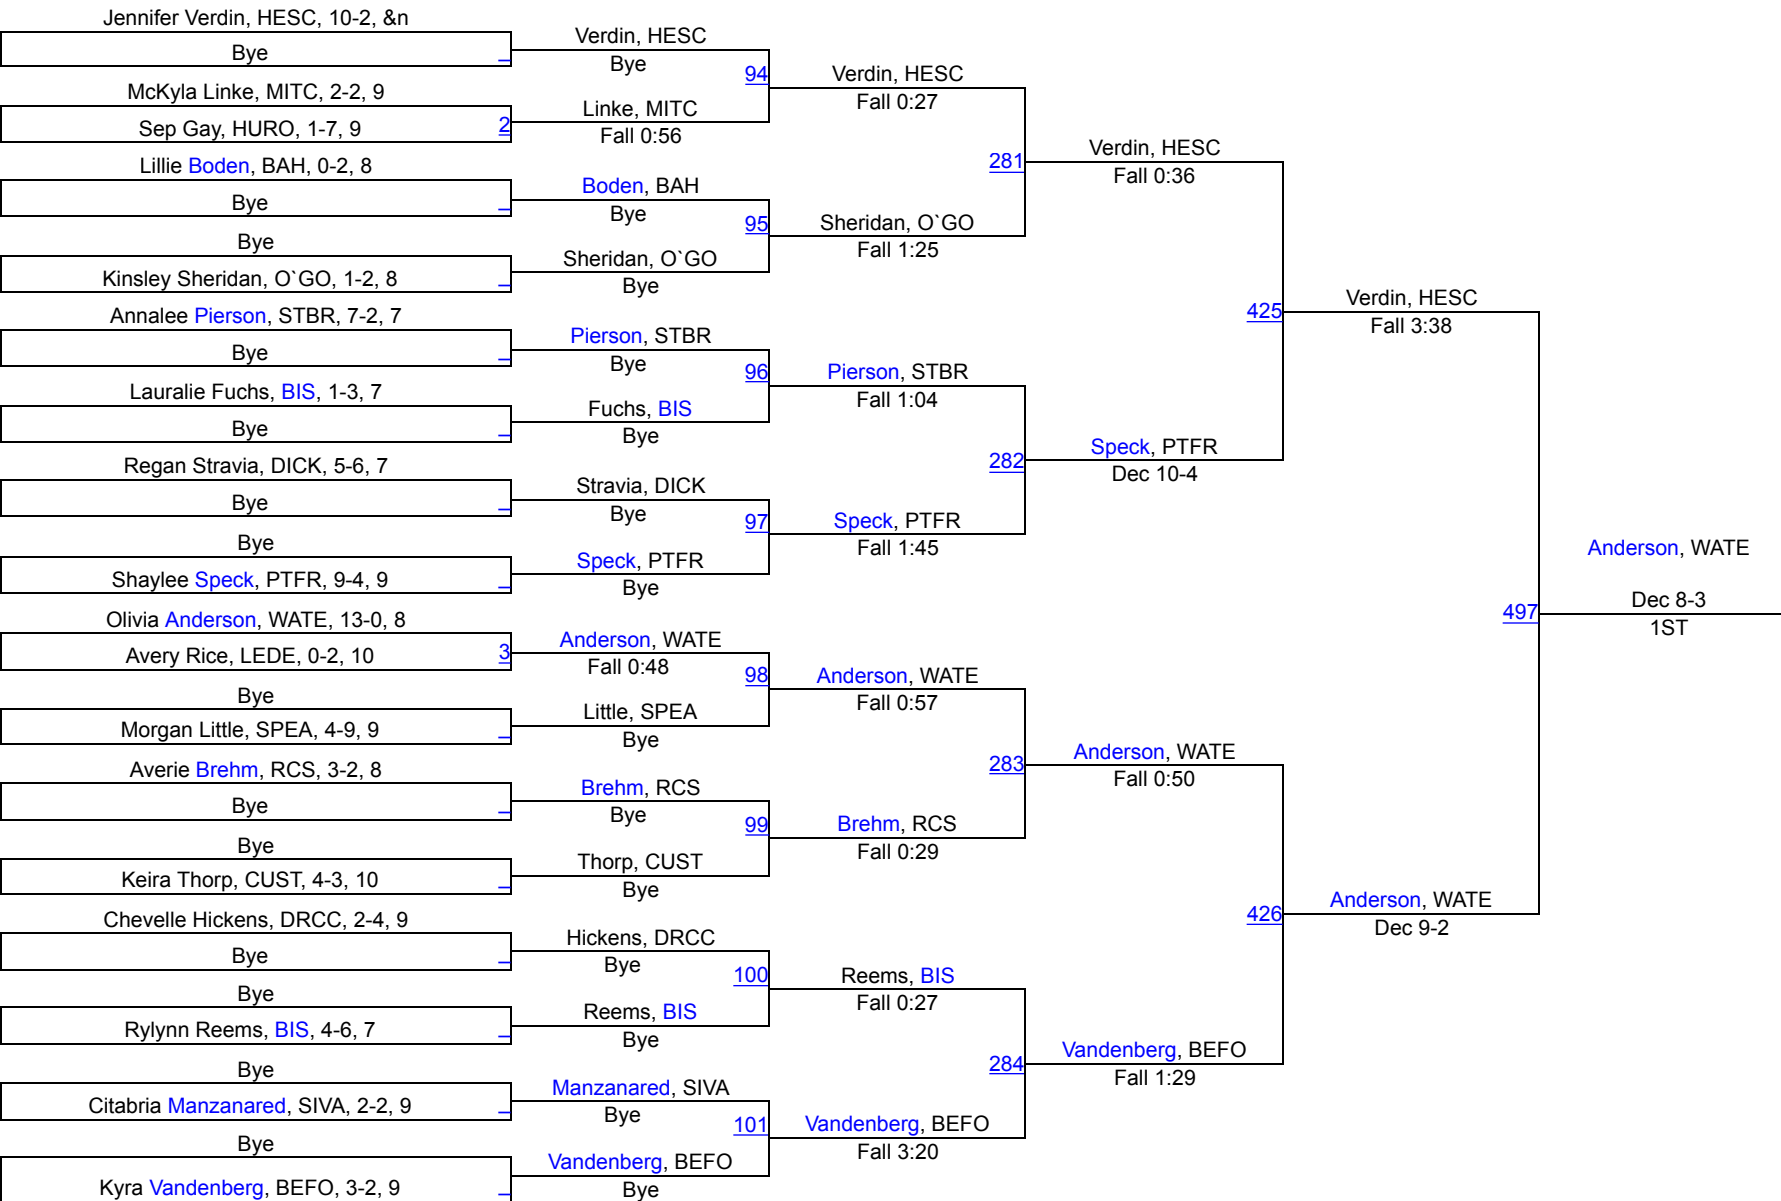 Jennifer Verdin, HESC, 10-2, &n
Bye
McKyla Linke, MITC, 2-2, 9
Sep Gay, HURO, 1-7, 9
2
Lillie Boden, BAH, 0-2, 8
Bye
Bye
Kinsley Sheridan, O`GO, 1-2, 8
Annalee Pierson, STBR, 7-2, 7
Bye
Lauralie Fuchs, BIS, 1-3, 7
Bye
Regan Stravia, DICK, 5-6, 7
Bye
Bye
Shaylee Speck, PTFR, 9-4, 9
Olivia Anderson, WATE, 13-0, 8
Avery Rice, LEDE, 0-2, 10
3
Bye
Morgan Little, SPEA, 4-9, 9
Averie Brehm, RCS, 3-2, 8
Bye
Bye
Keira Thorp, CUST, 4-3, 10
Chevelle Hickens, DRCC, 2-4, 9
Bye
Bye
Rylynn Reems, BIS, 4-6, 7
Bye
Citabria Manzanared, SIVA, 2-2, 9
Bye
Kyra Vandenberg, BEFO, 3-2, 9
Verdin, HESC
Bye
94
Linke, MITC
Fall 0:56
Boden, BAH
Bye
95
Sheridan, O`GO
Bye
Pierson, STBR
Bye
96
Fuchs, BIS
Bye
Stravia, DICK
Bye
97
Speck, PTFR
Bye
Anderson, WATE
Fall 0:48
98
Little, SPEA
Bye
Brehm, RCS
Bye
99
Thorp, CUST
Bye
Hickens, DRCC
Bye
100
Reems, BIS
Bye
Manzanared, SIVA
Bye
101
Vandenberg, BEFO
Bye
Verdin, HESC
Fall 0:27
281
Sheridan, O`GO
Fall 1:25
Pierson, STBR
Fall 1:04
282
Speck, PTFR
Fall 1:45
Anderson, WATE
Fall 0:57
283
Brehm, RCS
Fall 0:29
Reems, BIS
Fall 0:27
284
Vandenberg, BEFO
Fall 3:20
Verdin, HESC
Fall 0:36
425
Speck, PTFR
Dec 10-4
Anderson, WATE
Fall 0:50
426
Vandenberg, BEFO
Fall 1:29
Verdin, HESC
Fall 3:38
497
Anderson, WATE
Dec 9-2
Anderson, WATE
Dec 8-3
1ST